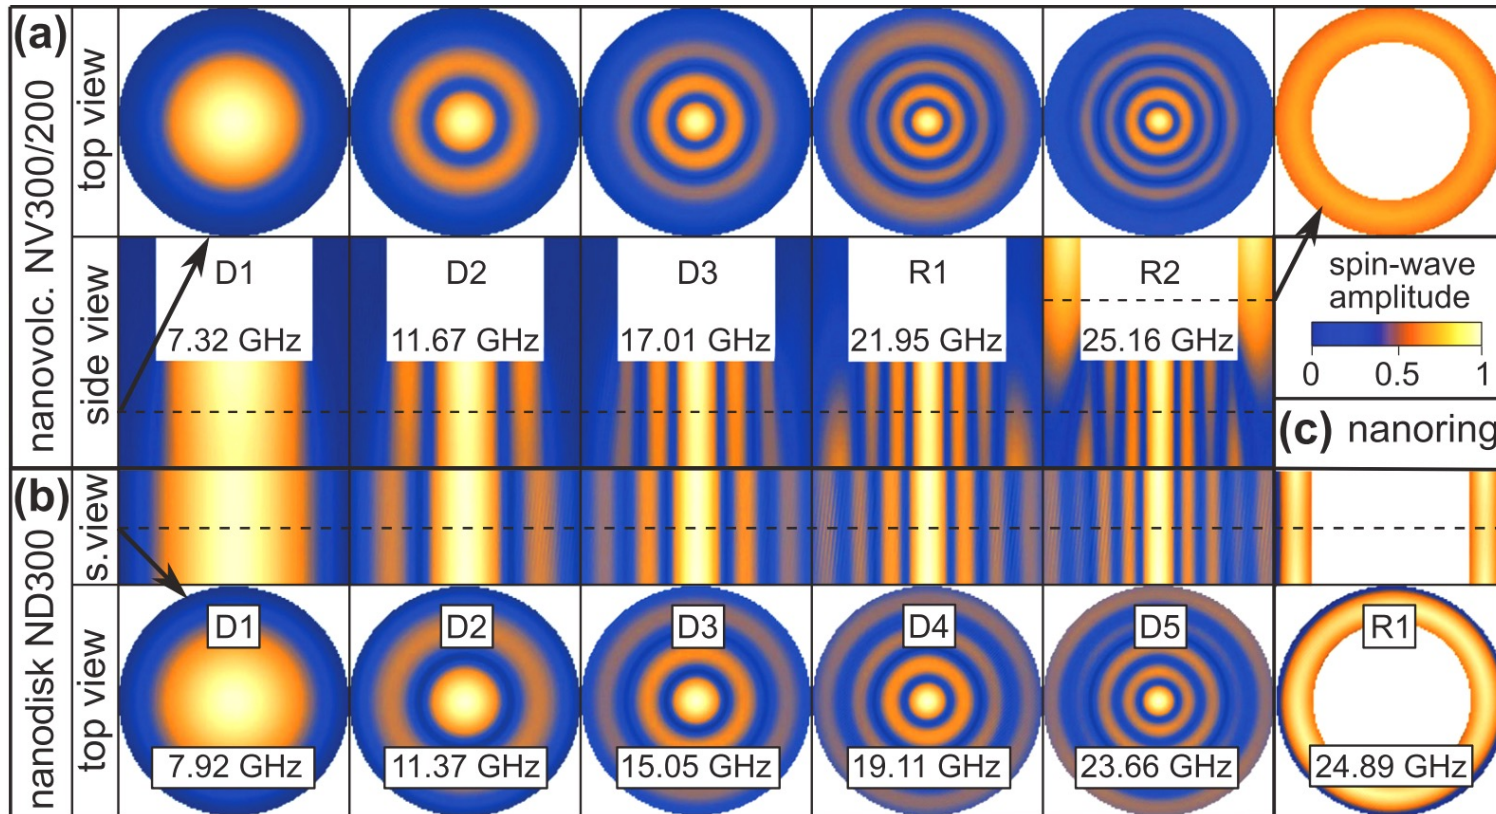 (a)
nanovolc. NV300/200
top view
side view
D1
7.32 GHz
D2
11.67 GHz
D3
17.01 GHz
R1
21.95 GHz
R2
25.16 GHz
spin-wave
amplitude
0 0.5 1
(c) nanoring
(b)
nanodisk ND300
s.view
top view
D1
7.92 GHz
D2
11.37 GHz
D3
15.05 GHz
D4
19.11 GHz
D5
23.66 GHz
R1
24.89 GHz